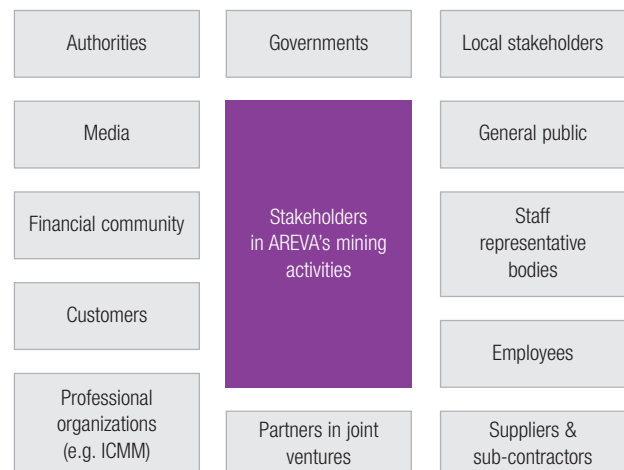 Authorities
Governments
Local stakeholders
Media
General public
Financial community
Stakeholders
in AREVA's mining
activities
Staff
representative
bodies
Customers
Employees
Professional
organizations
(e.g. ICMM)
Partners in joint
ventures
Suppliers &
sub-contractors